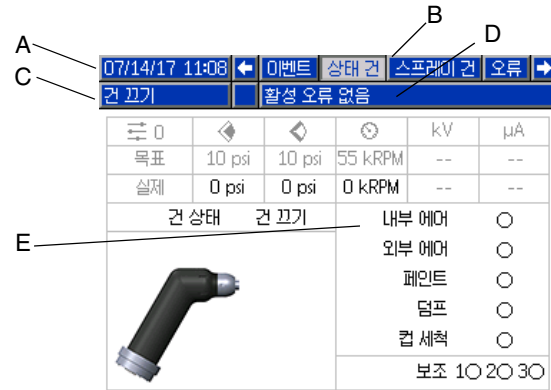 B
A
D
07/14/17 11:08 이벤트 상태 건 스프레이 건 오류
C
건 끄기 활성 오류 없음
0 kV µA
목표 10 psi 10 psi 55 kRPM -- --
실제 0 psi 0 psi 0 kRPM -- --
건 상태 건 끄기 내부 에어
E
외부 에어
페인트
덤프
컵 세척
보조 1 2 3